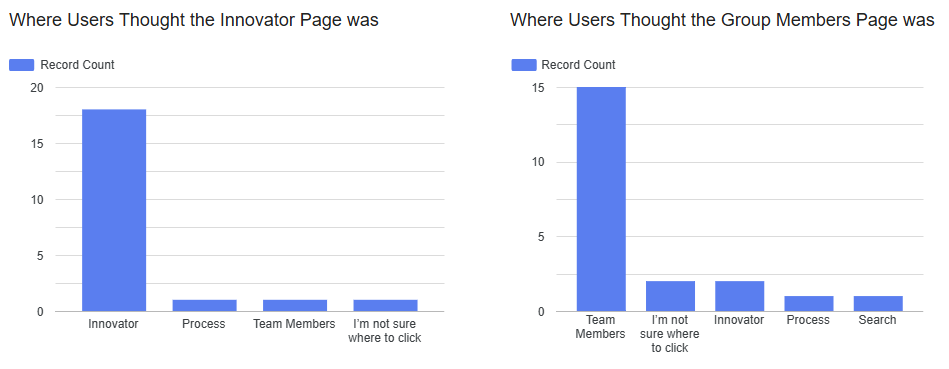 Where Users Thought the Innovator Page was
Record Count
20
15
10
5
0
Innovator
Process
Team Members
I'm not sure
where to click
Where Users Thought the Group Members Page was
Record Count
15
10
5
0
Team
Members
I'm not
sure where
to click
Innovator
Process
Search